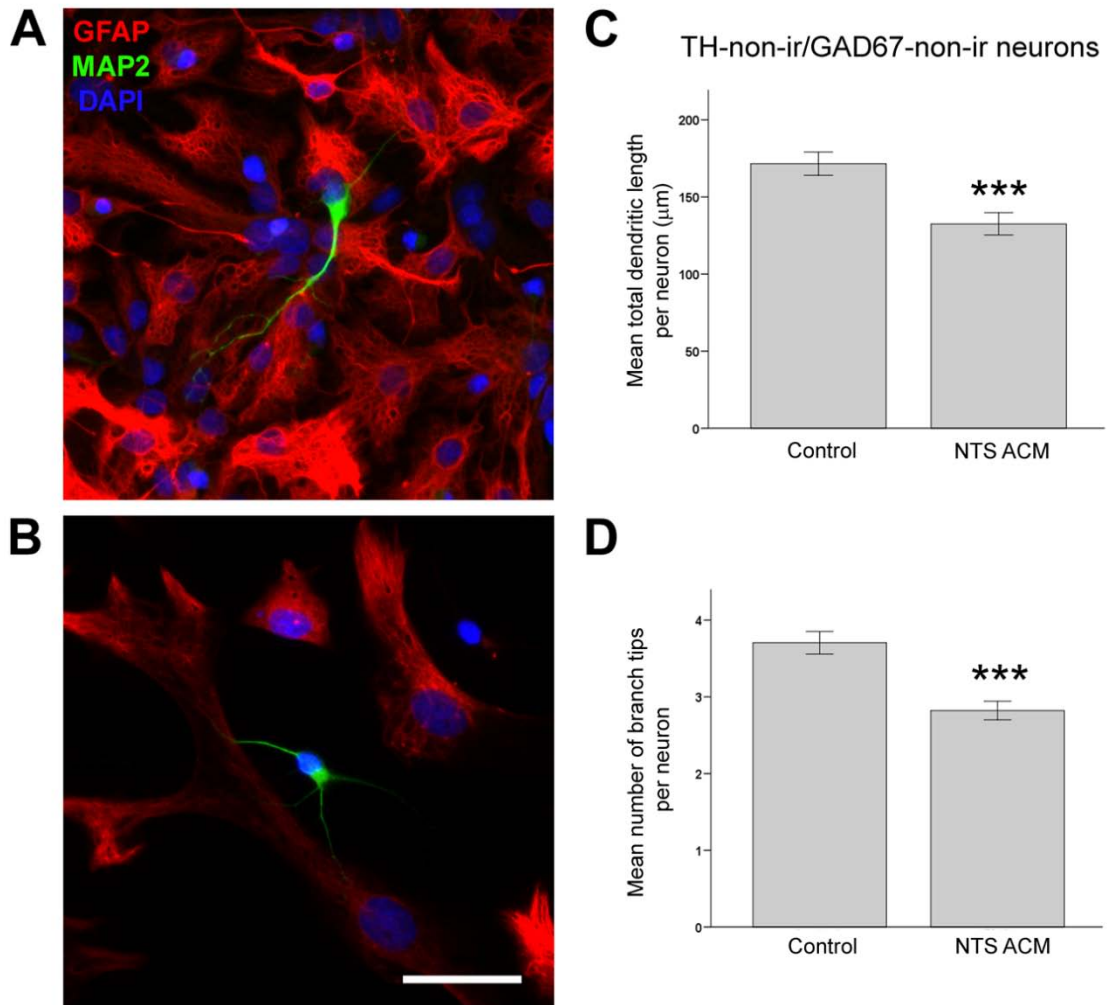 A
GFAP
MAP2
DAPI
B
C
TH-non-ir/GAD67-non-ir neurons
Mean total dendritic length
per neuron (μm)
200
150
100
50
0
***
Control
NTS ACM
D
Mean number of branch tips
per neuron
4
3
2
1
0
***
Control
NTS ACM